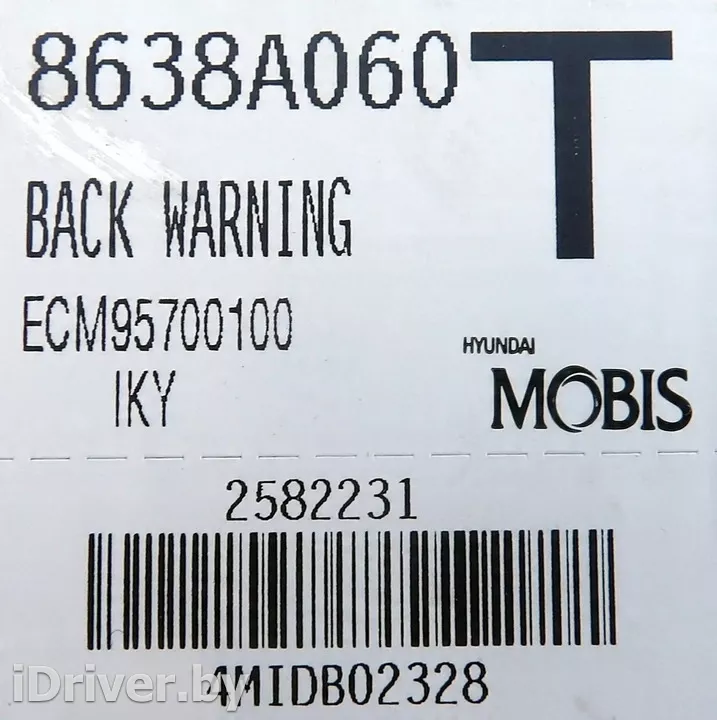 8638A060 T
BACK WARNING
ECM95700100
IKY
HYUNDAI
MOBIS
2582231
4MIDB02328
iDriver.by